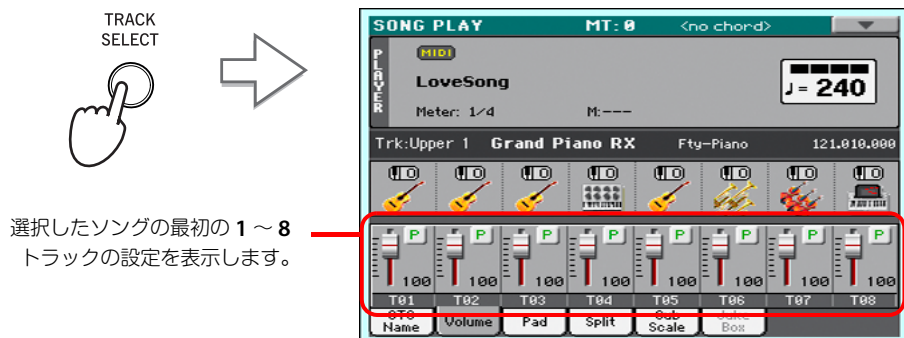 TRACK
SELECT
選択したソングの最初の 1 ～ 8
トラックの設定を表示します。
SONG PLAY MT: 0 <no chord>
PLAYER
MIDI
LoveSong
♩= 240
Meter: 1/4 M:---
Trk:Upper 1 Grand Piano RX Fty-Piano 121.010.000
P P P P P P P P
100 100 100 100 100 100 100 100
T01 T02 T03 T04 T05 T06 T07 T08
Name Volume Pad Split Sub Scale Juke Box